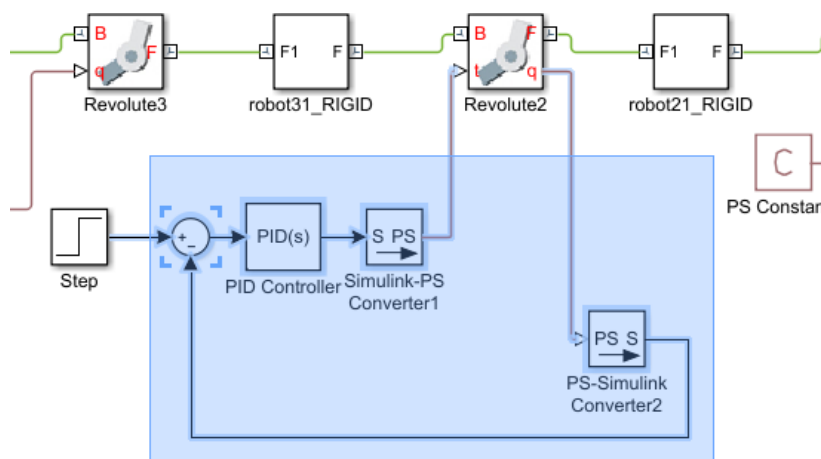 B
F
q
Revolute3
F1
F
robot31_RIGID
B
F
t
q
Revolute2
F1
F
robot21_RIGID
C
PS Constan
Step
+
−
PID(s)
PID Controller
S PS
Simulink-PS
Converter1
PS S
PS-Simulink
Converter2